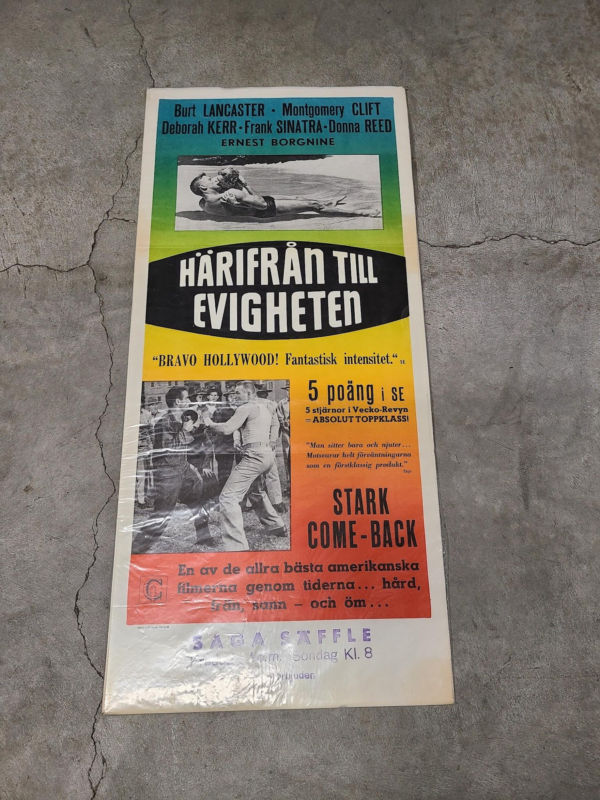 Burt LANCASTER · Montgomery CLIFT
Deborah KERR · Frank SINATRA · Donna REED
ERNEST BORGNINE
HÄRIFRÅN TILL
EVIGHETEN
"BRAVO HOLLYWOOD! Fantastisk intensitet." SE
5 poäng i SE
5 stjärnor i Vecko-Revyn
= ABSOLUT TOPPKLASS!
"Man sitter bara och njuter...
Motsvarar helt förväntningarna
som en förstklassig produkt."
STARK
COME-BACK
En av de allra bästa amerikanska
filmerna genom tiderna... hård,
från, sann – och öm...
SAGA SÄFFLE
Söndag Kl. 8